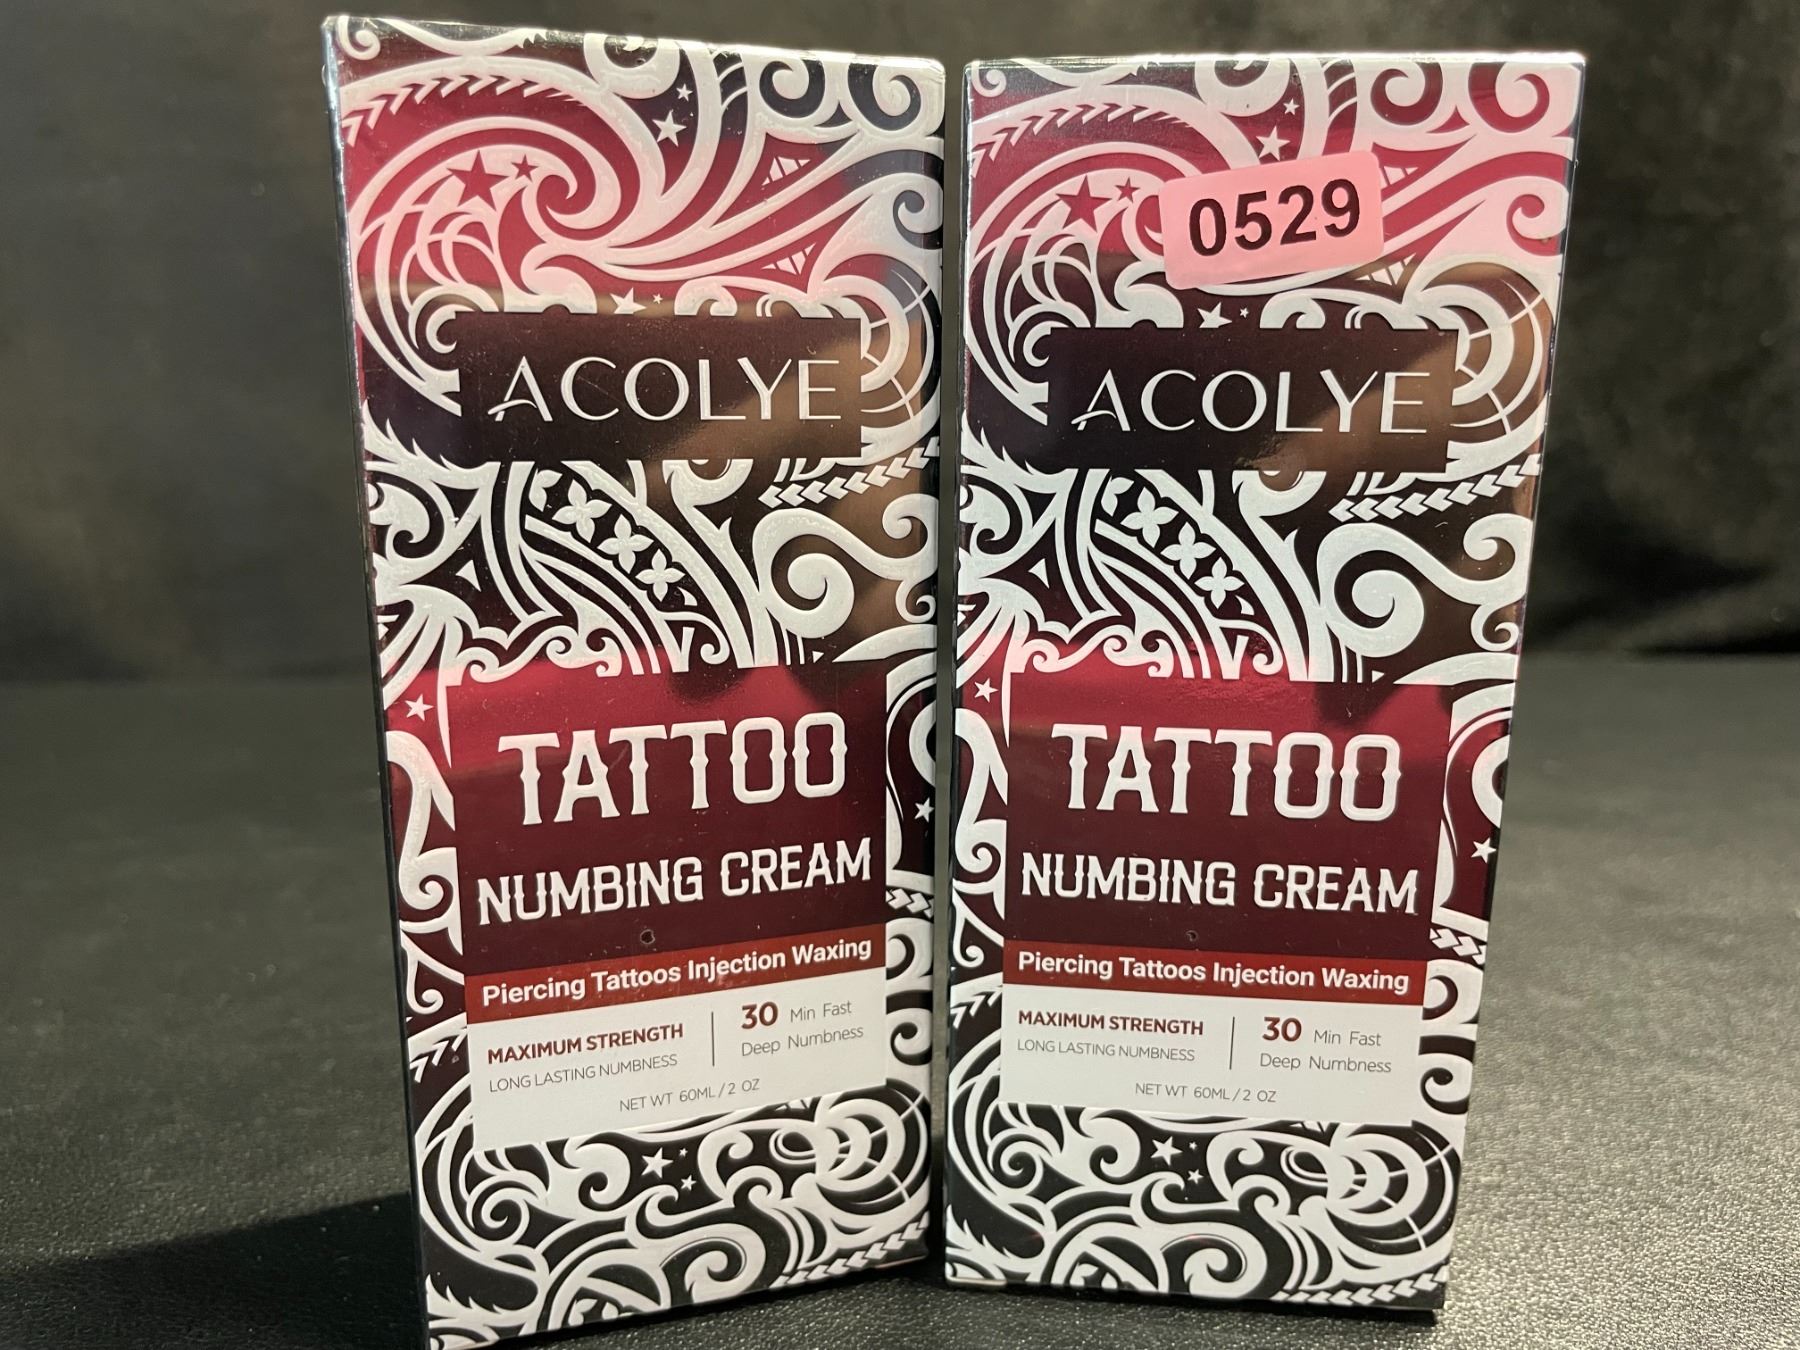 ACOLYE
TATTOO
NUMBING CREAM
Piercing Tattoos Injection Waxing
MAXIMUM STRENGTH
LONG LASTING NUMBNESS
30 Min Fast
Deep Numbness
NET WT 60ML / 2 OZ
0529
ACOLYE
TATTOO
NUMBING CREAM
Piercing Tattoos Injection Waxing
MAXIMUM STRENGTH
LONG LASTING NUMBNESS
30 Min Fast
Deep Numbness
NET WT 60ML / 2 OZ